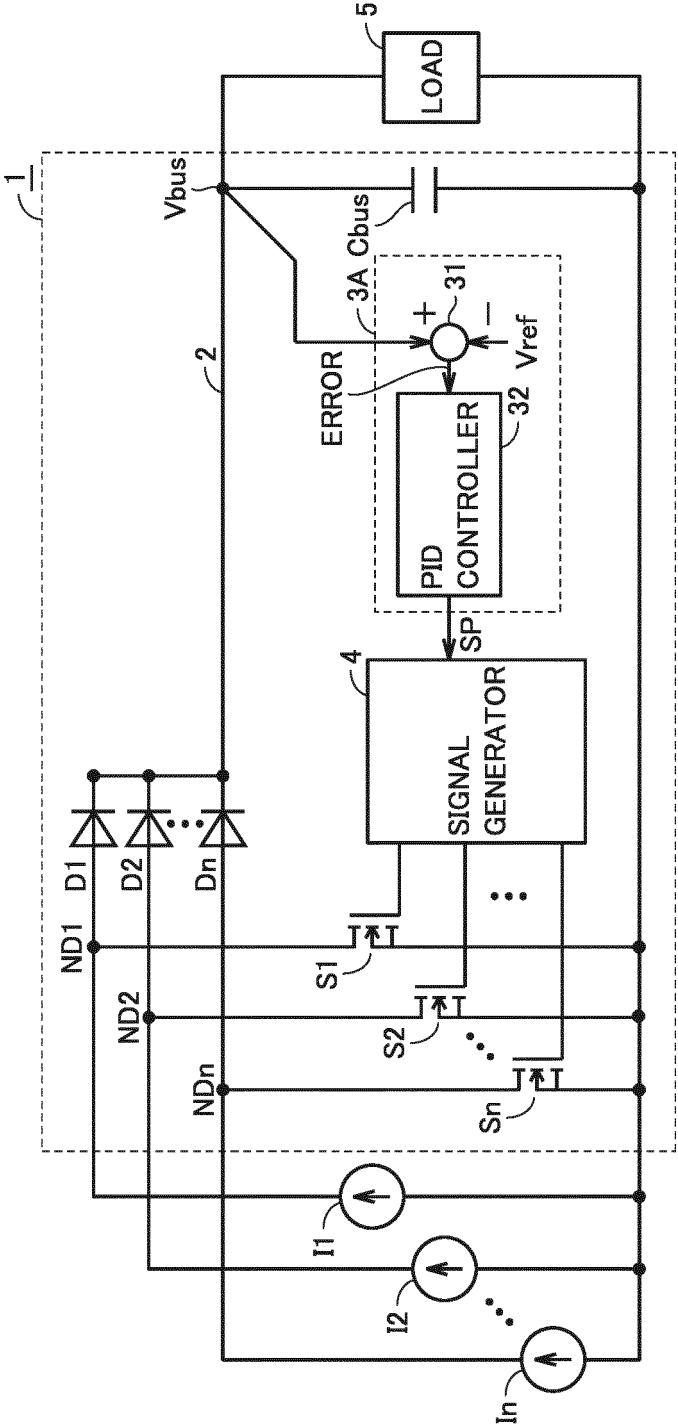 1
Vbus
2
5
LOAD
Cbus
3A
31
+
−
Vref
ERROR
32
PID
CONTROLLER
SP
4
SIGNAL
GENERATOR
D1
D2
Dn
ND1
ND2
NDn
S1
S2
Sn
I1
I2
In